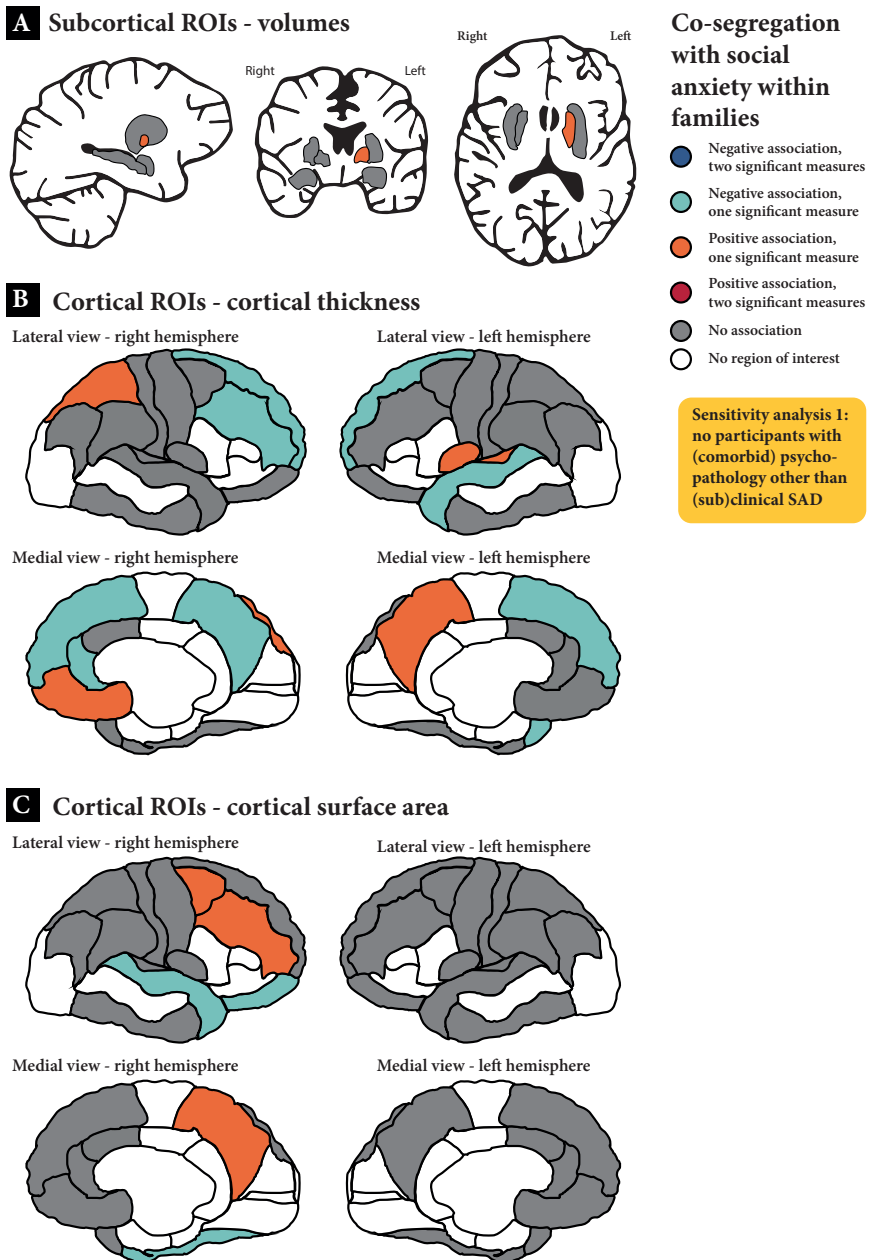 A Subcortical ROIs - volumes
Right
Left
Right
Left
Co-segregation
with social
anxiety within
families
Negative association,
two significant measures
Negative association,
one significant measure
Positive association,
one significant measure
Positive association,
two significant measures
No association
No region of interest
Sensitivity analysis 1:
no participants with
(comorbid) psycho-
pathology other than
(sub)clinical SAD
B Cortical ROIs - cortical thickness
Lateral view - right hemisphere
Lateral view - left hemisphere
Medial view - right hemisphere
Medial view - left hemisphere
C Cortical ROIs - cortical surface area
Lateral view - right hemisphere
Lateral view - left hemisphere
Medial view - right hemisphere
Medial view - left hemisphere